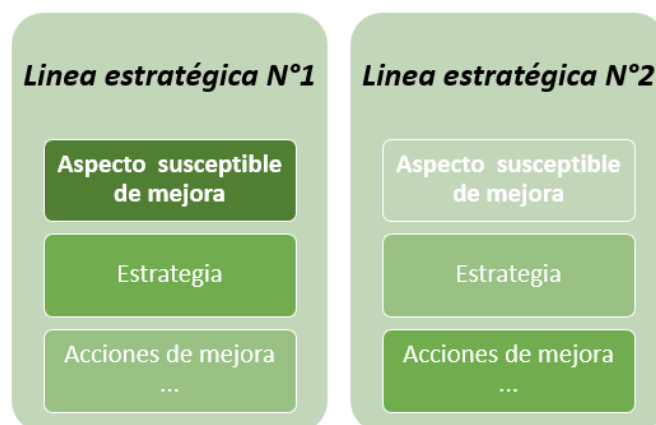 Linea estratégica N°1
Aspecto susceptible
de mejora
Estrategia
Acciones de mejora
...
Linea estratégica N°2
Aspecto susceptible
de mejora
Estrategia
Acciones de mejora
...